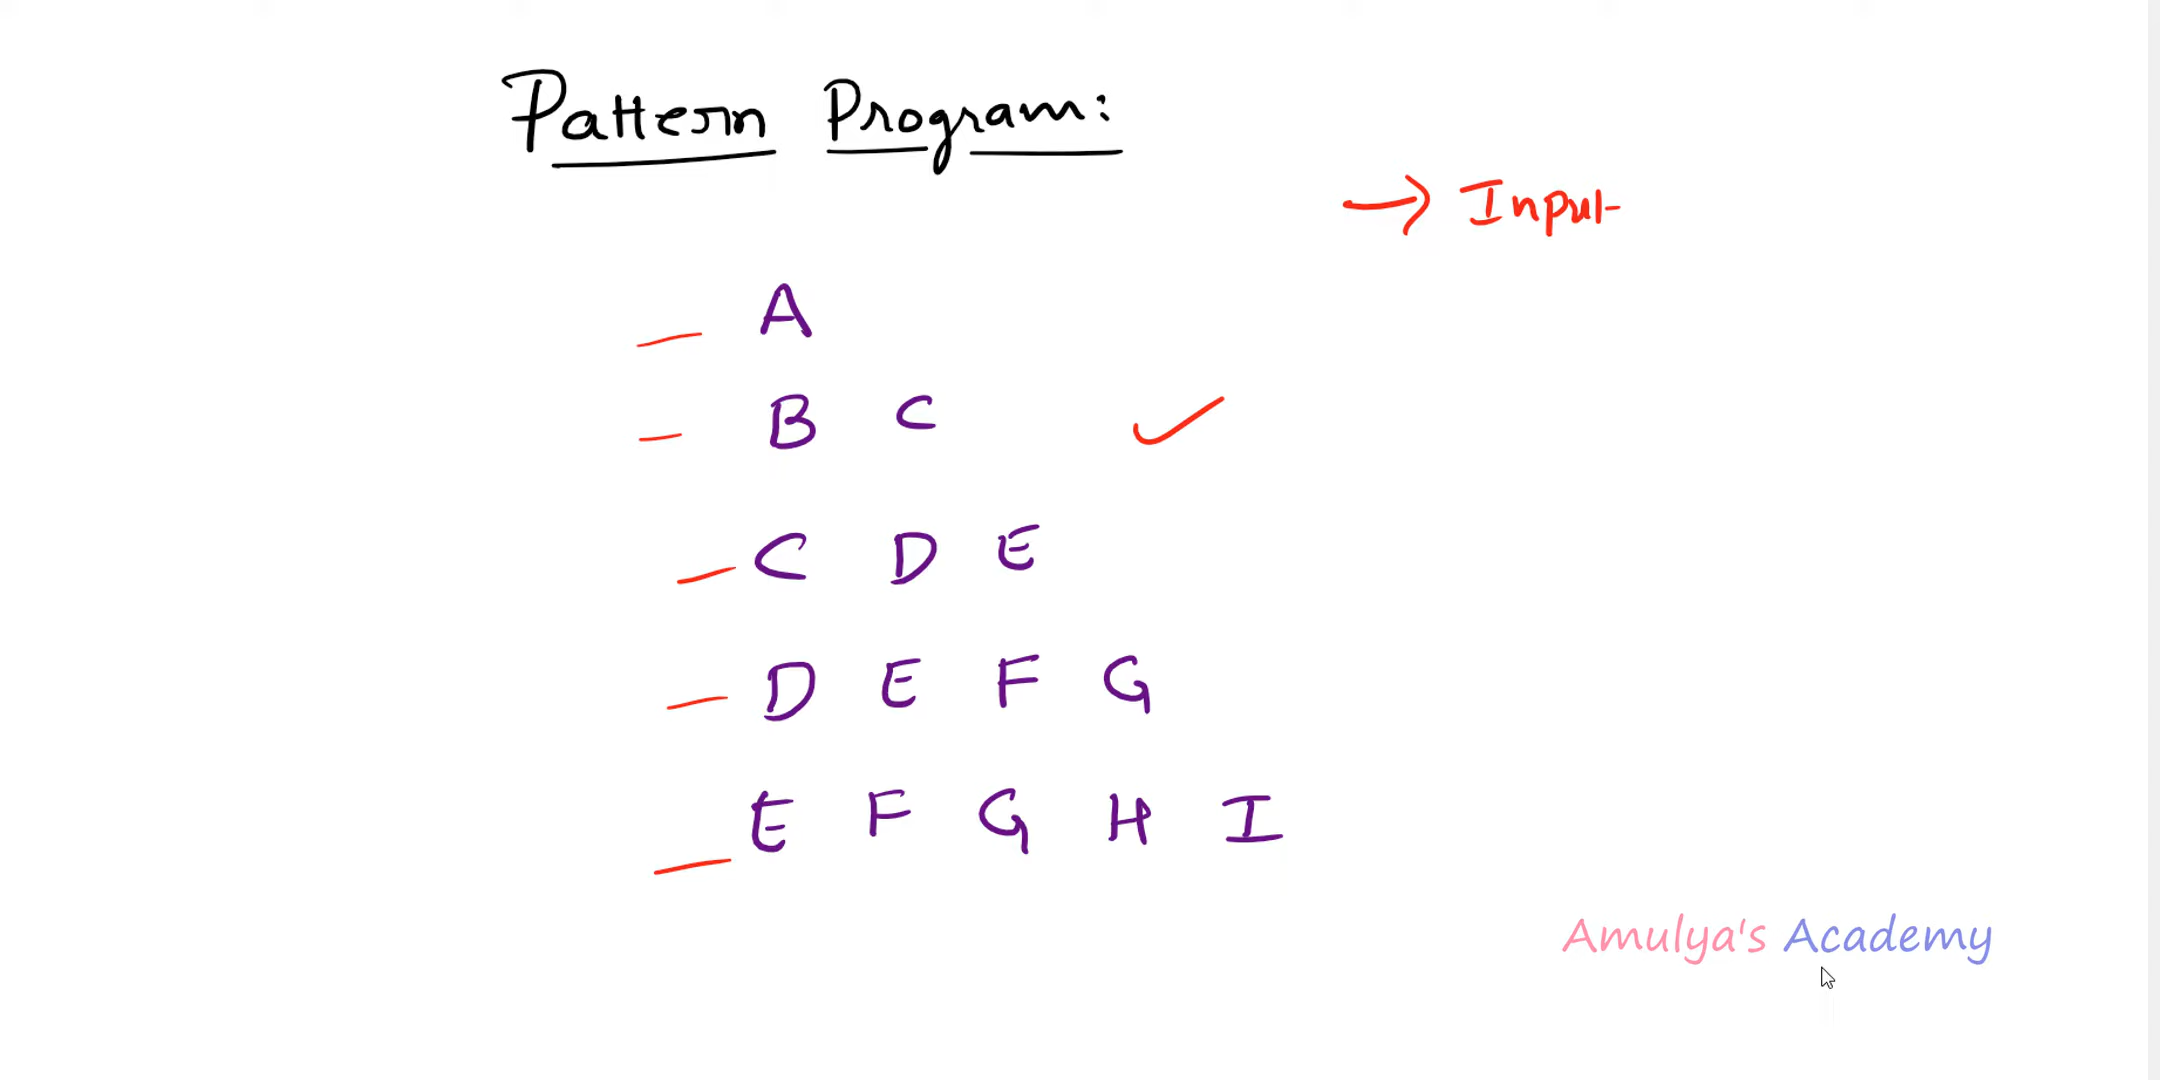 Pattern Program:
→ Input
A
B C
C D E
D E F G
E F G H I
Amulya's Academy